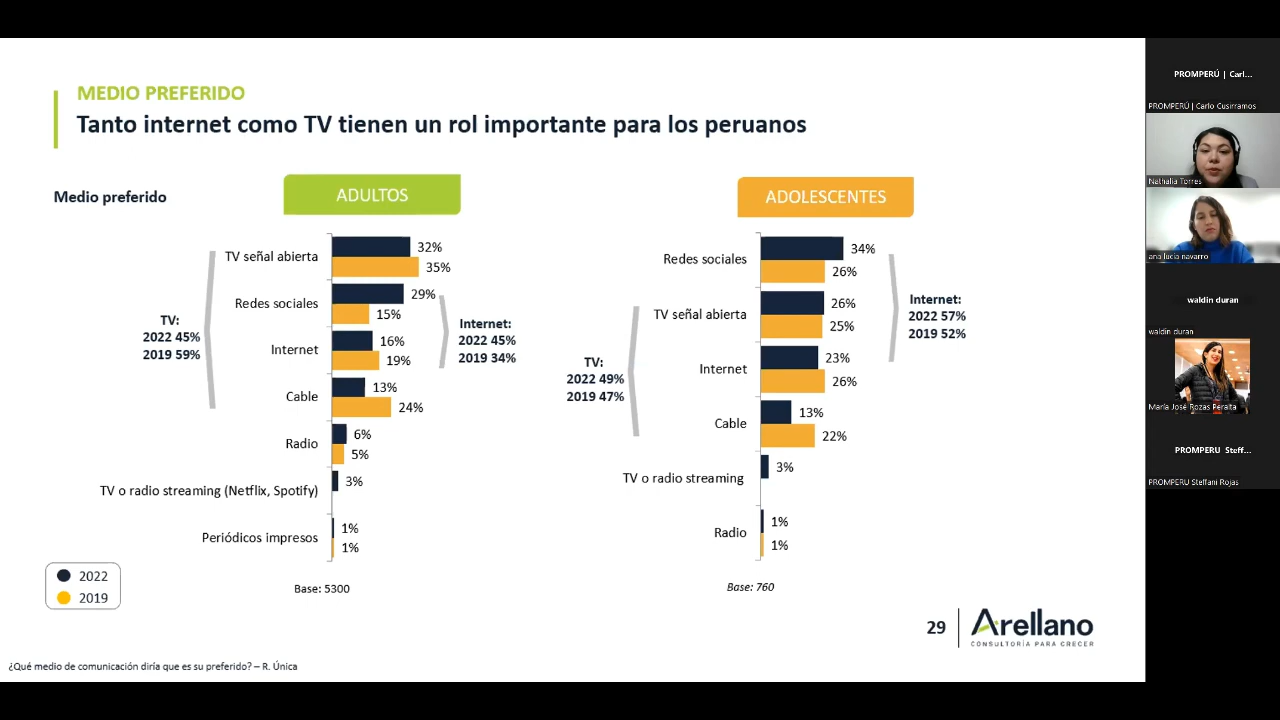 MEDIO PREFERIDO
Tanto internet como TV tienen un rol importante para los peruanos
Medio preferido
ADULTOS
TV señal abierta
32%
35%
Redes sociales
29%
15%
Internet
16%
19%
Cable
13%
24%
Radio
6%
5%
TV o radio streaming (Netflix, Spotify)
3%
Periódicos impresos
1%
1%
TV:
2022 45%
2019 59%
Internet:
2022 45%
2019 34%
Base: 5300
ADOLESCENTES
Redes sociales
34%
26%
TV señal abierta
26%
25%
Internet
23%
26%
Cable
13%
22%
TV o radio streaming
3%
Radio
1%
1%
TV:
2022 49%
2019 47%
Internet:
2022 57%
2019 52%
Base: 760
2022
2019
29
Arellano
CONSULTORÍA PARA CRECER
¿Qué medio de comunicación diría que es su preferido? – R. Única
PROMPERÚ | Carl...
PROMPERÚ | Carlo Cusirramos
Nathalia Torres
ana lucia navarro
waldin duran
waldin duran
María José Rozas Peralta
PROMPERU Steff...
PROMPERU Steffani Rojas